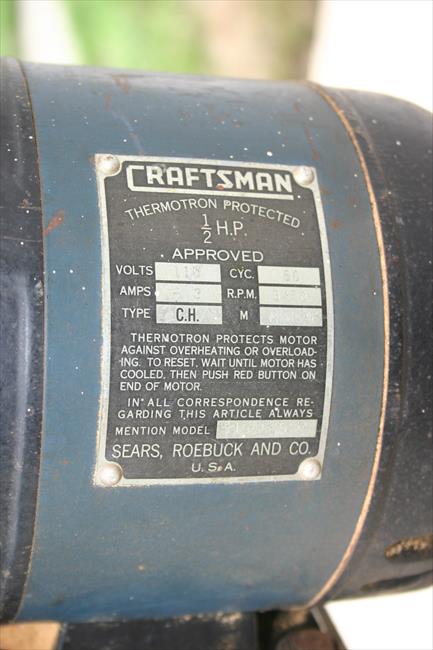 CRAFTSMAN
THERMOTRON PROTECTED
1/2 H.P.
APPROVED
VOLTS 110 CYC. 60
AMPS R.P.M.
TYPE C.H. M
THERMOTRON PROTECTS MOTOR
AGAINST OVERHEATING OR OVERLOAD-
ING. TO RESET, WAIT UNTIL MOTOR HAS
COOLED, THEN PUSH RED BUTTON ON
END OF MOTOR.
IN ALL CORRESPONDENCE RE-
GARDING THIS ARTICLE ALWAYS
MENTION MODEL
SEARS, ROEBUCK AND CO.
U.S.A.